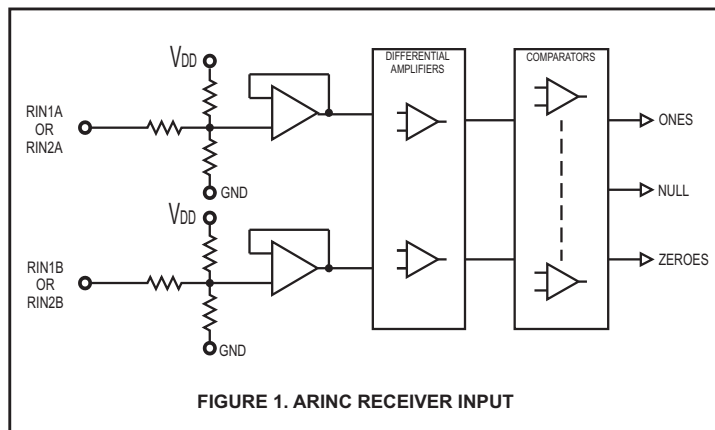 VDD
DIFFERENTIAL
AMPLIFIERS
COMPARATORS
RIN1A
OR
RIN2A
ONES
GND
NULL
VDD
RIN1B
OR
RIN2B
ZEROES
GND
FIGURE 1. ARINC RECEIVER INPUT